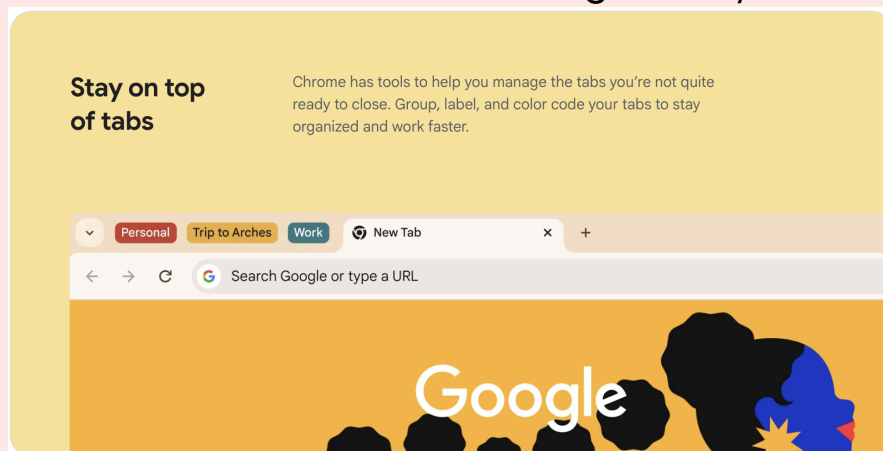 Stay on top
of tabs
Chrome has tools to help you manage the tabs you’re not quite
ready to close. Group, label, and color code your tabs to stay
organized and work faster.
Personal Trip to Arches Work New Tab
Search Google or type a URL
Google